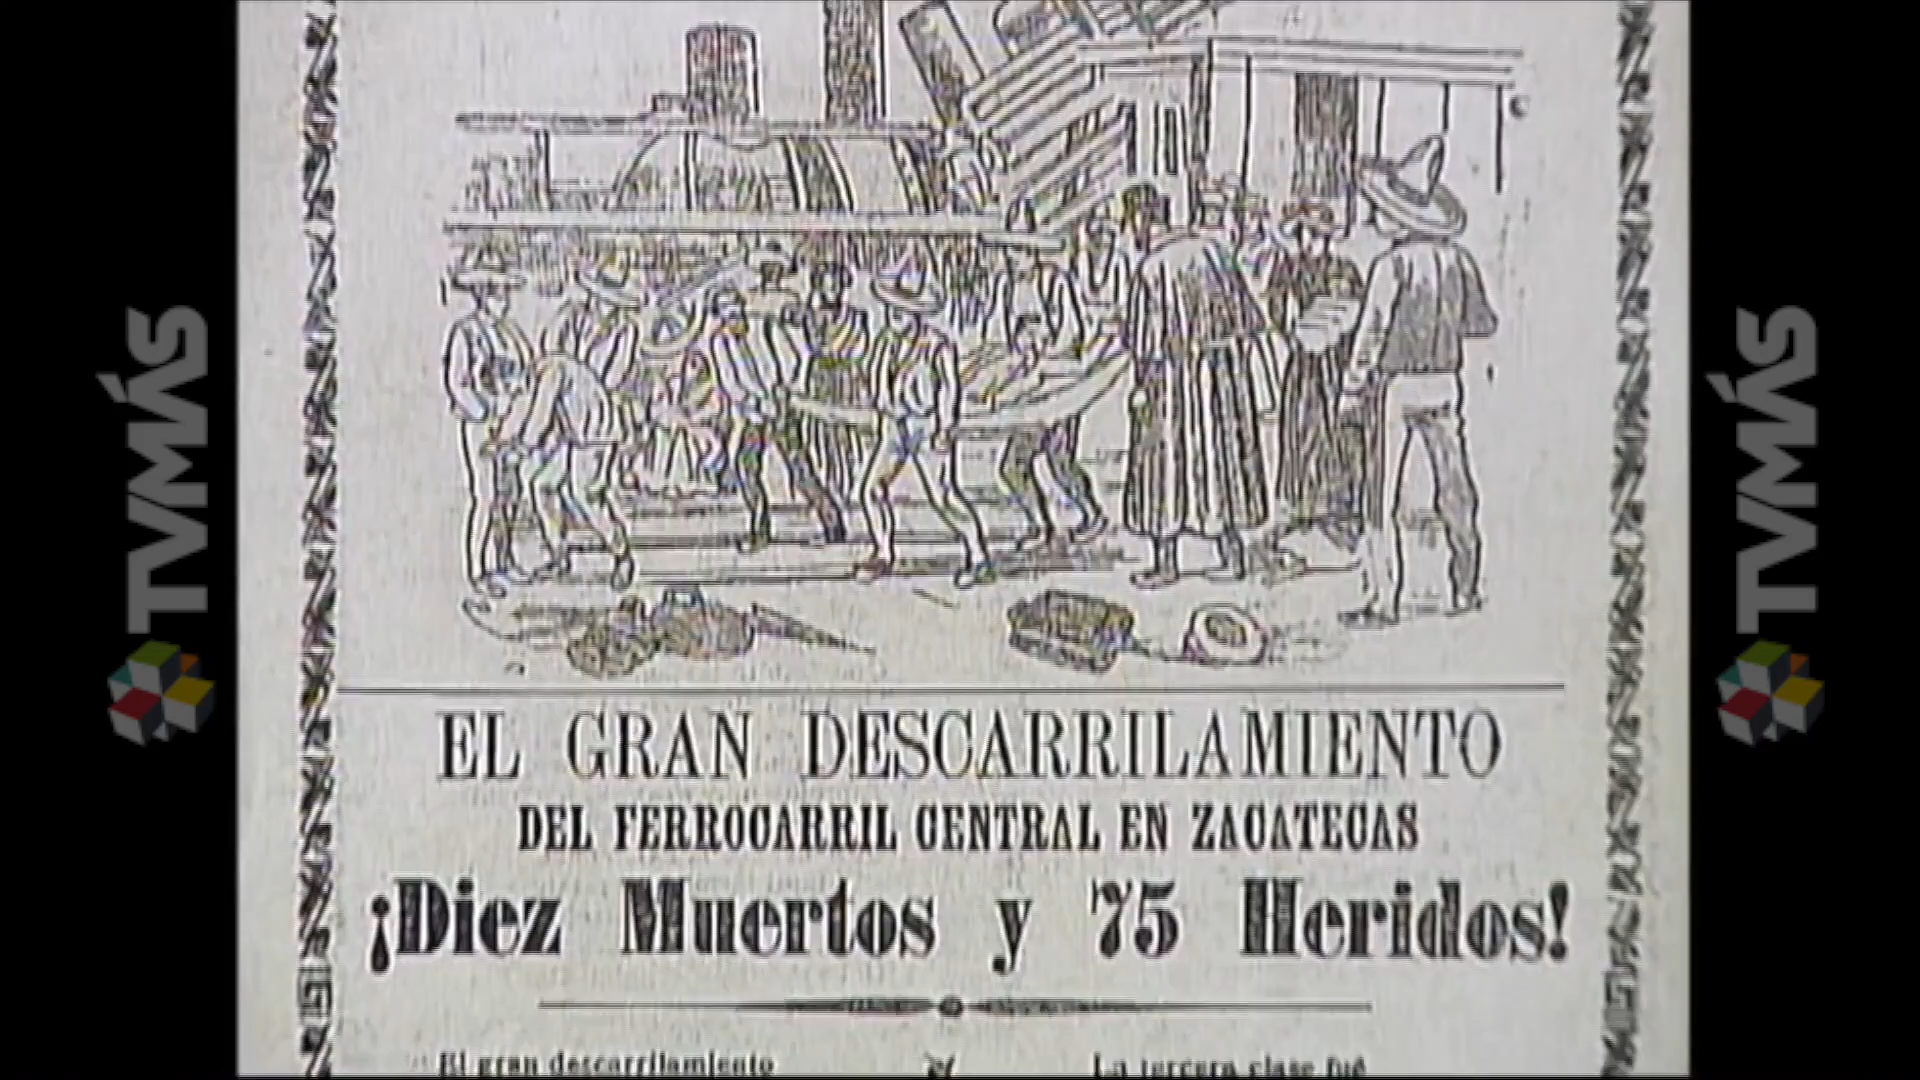 TVMÁS
EL GRAN DESCARRILAMIENTO
DEL FERROCARRIL CENTRAL EN ZACATECAS
¡Diez Muertos y 75 Heridos!
El gran descarrilamiento
La tercera clase fué
TVMÁS